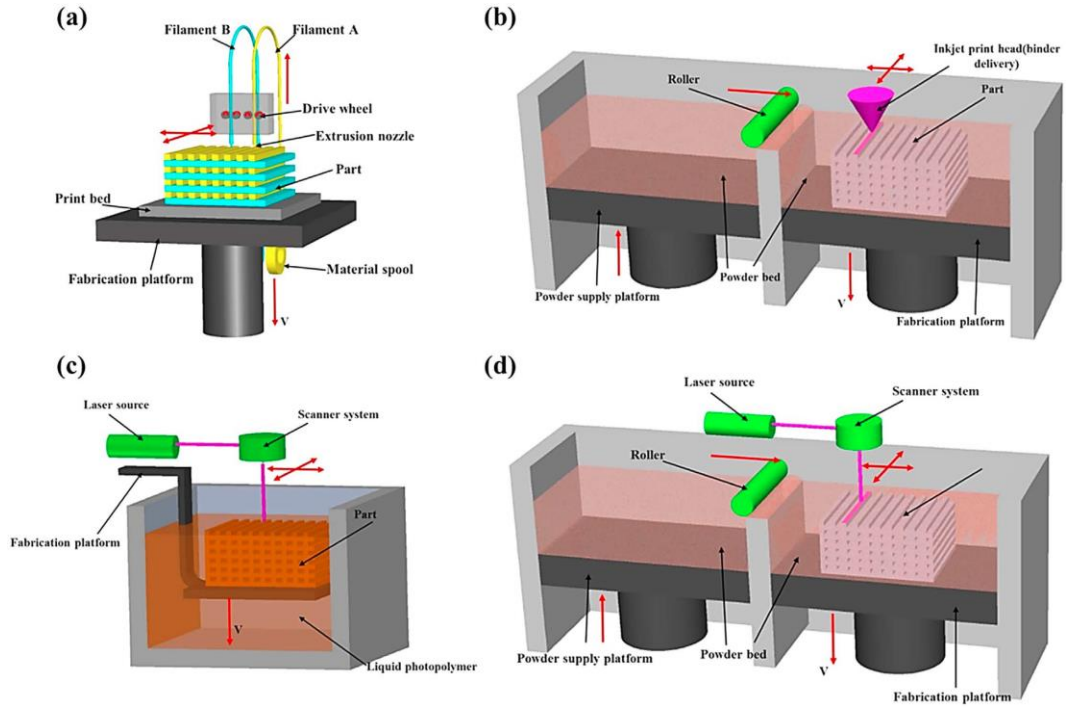 (a)
Filament B
Filament A
Drive wheel
Extrusion nozzle
Part
Print bed
Fabrication platform
Material spool
V
(b)
Inkjet print head(binder
delivery)
Roller
Part
Powder bed
Powder supply platform
V
Fabrication platform
(c)
Laser source
Scanner system
Part
Fabrication platform
V
Liquid photopolymer
(d)
Laser source
Scanner system
Roller
Powder supply platform
Powder bed
V
Fabrication platform